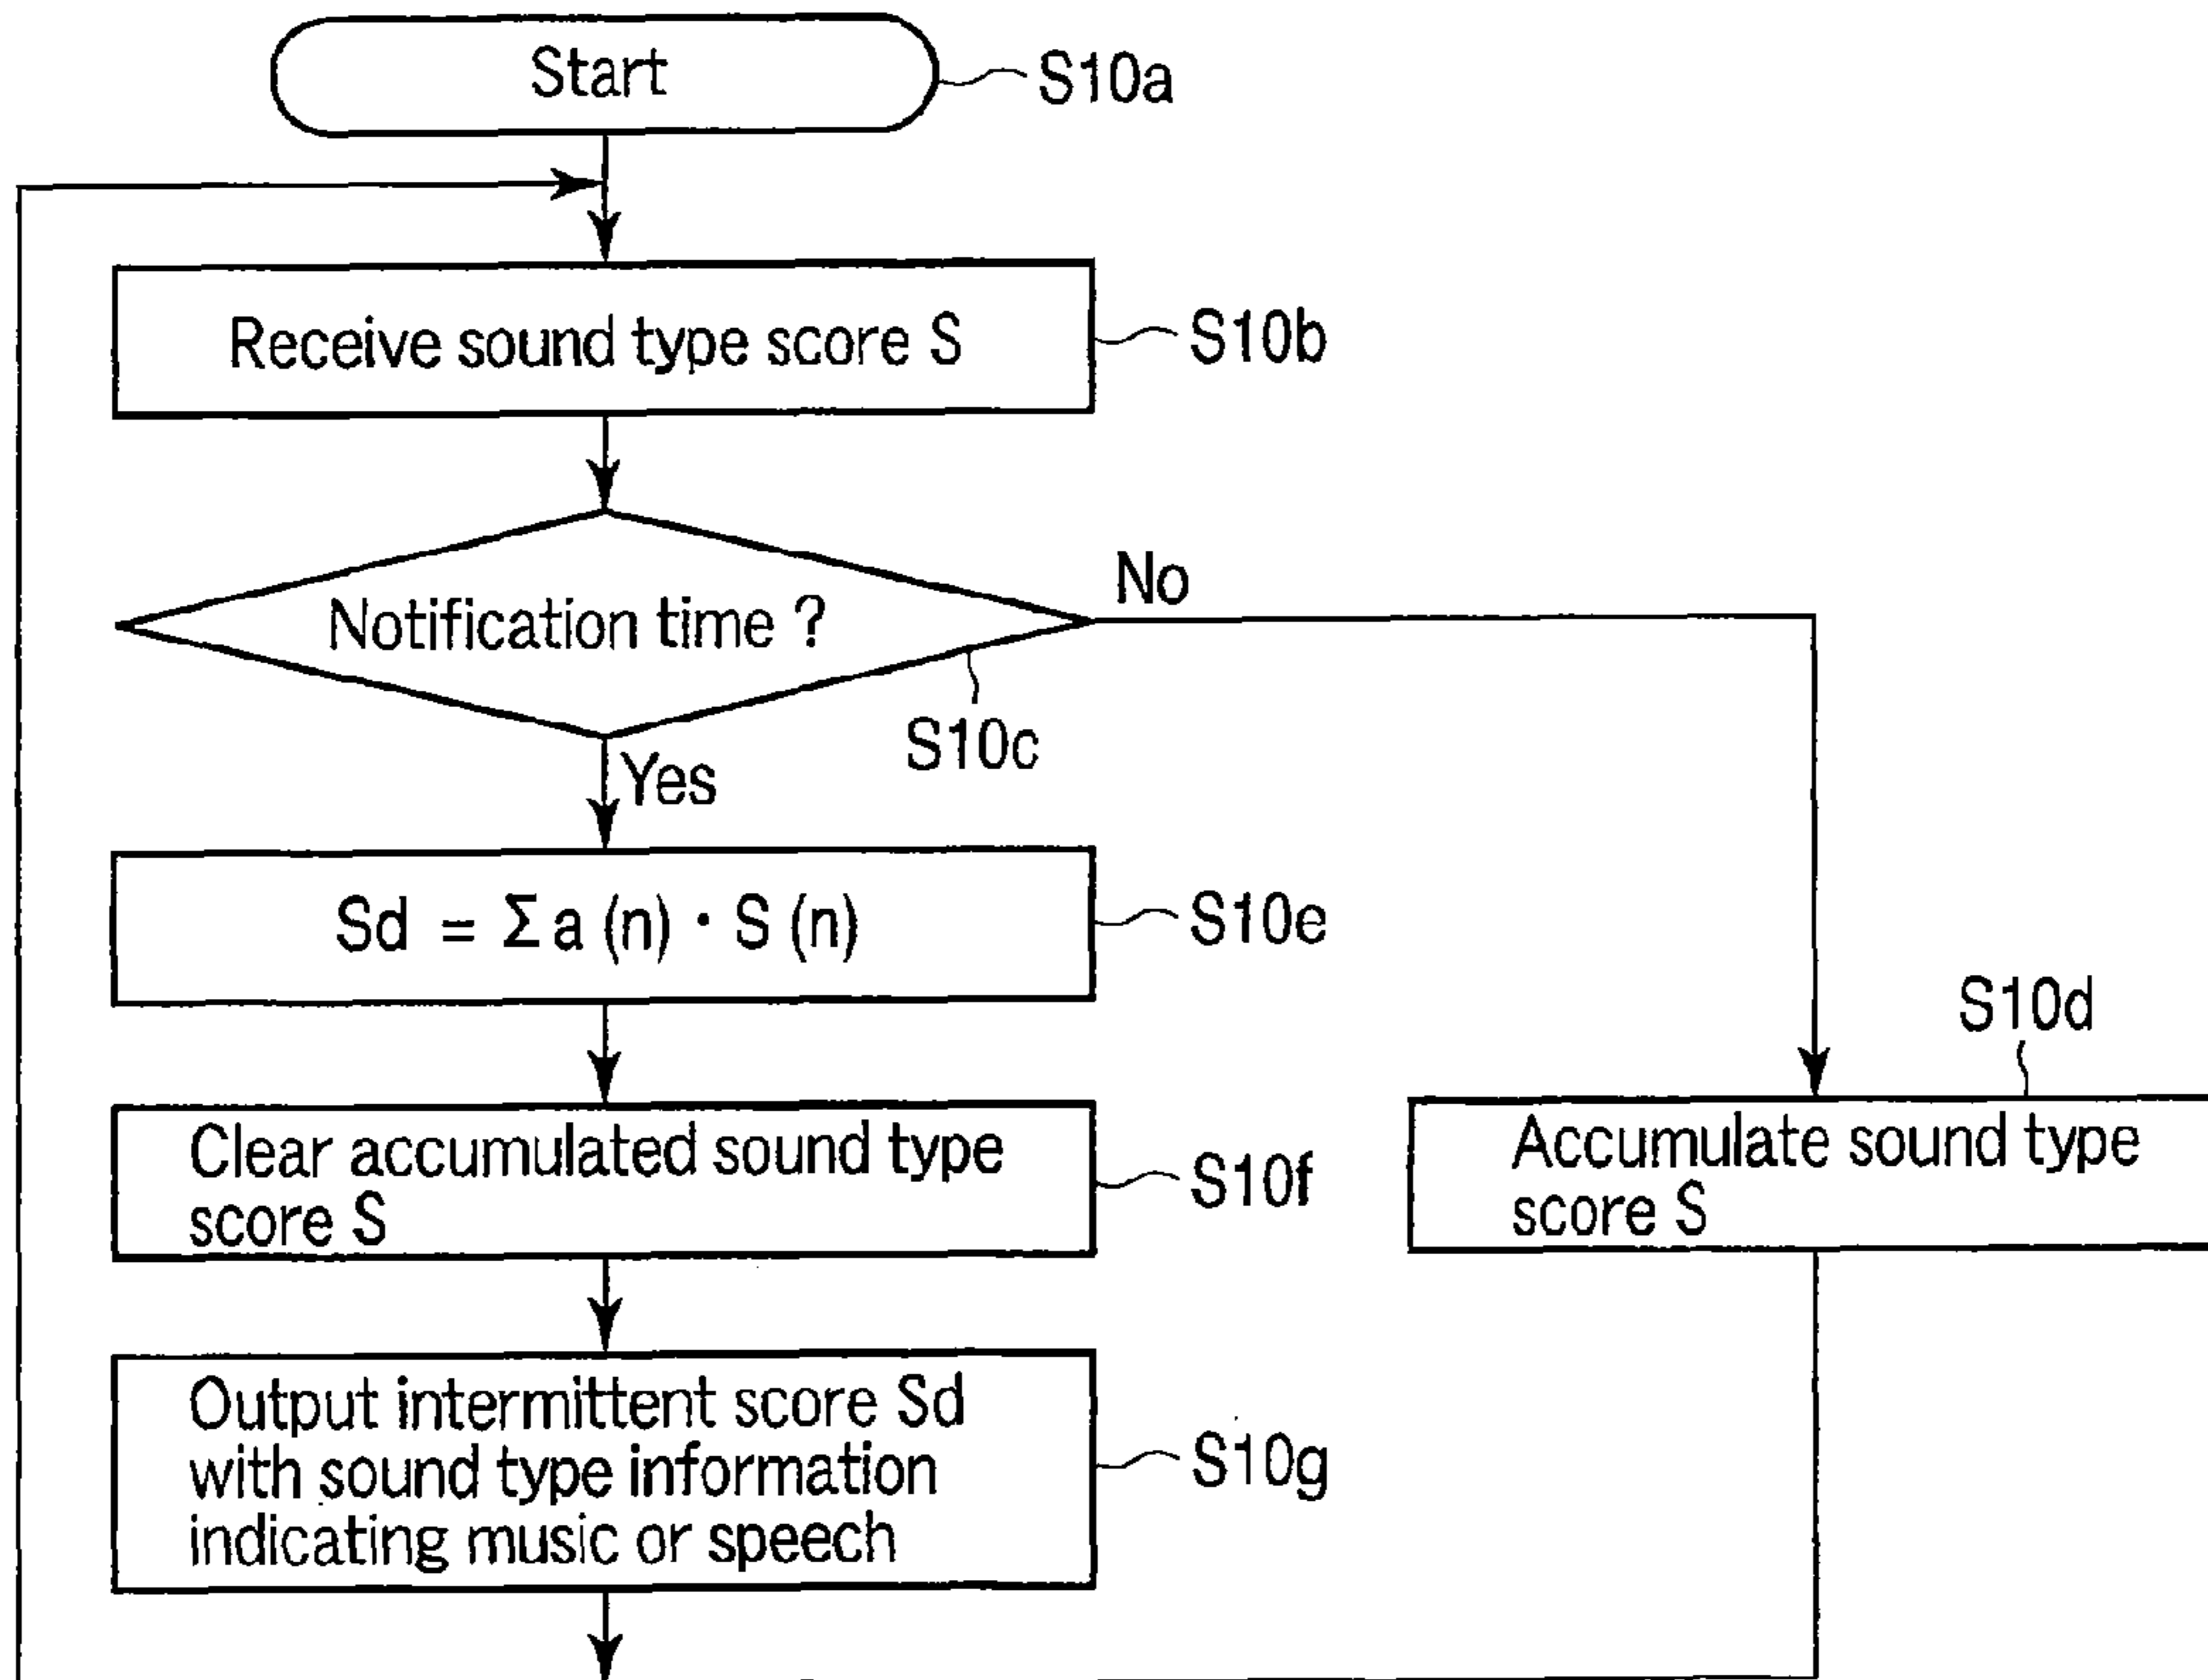 Start
S10a
Receive sound type score S
S10b
Notification time ?
No
S10c
Yes
Sd = Σ a (n) · S (n)
S10e
S10d
Clear accumulated sound type
score S
S10f
Accumulate sound type
score S
Output intermittent score Sd
with sound type information
indicating music or speech
S10g